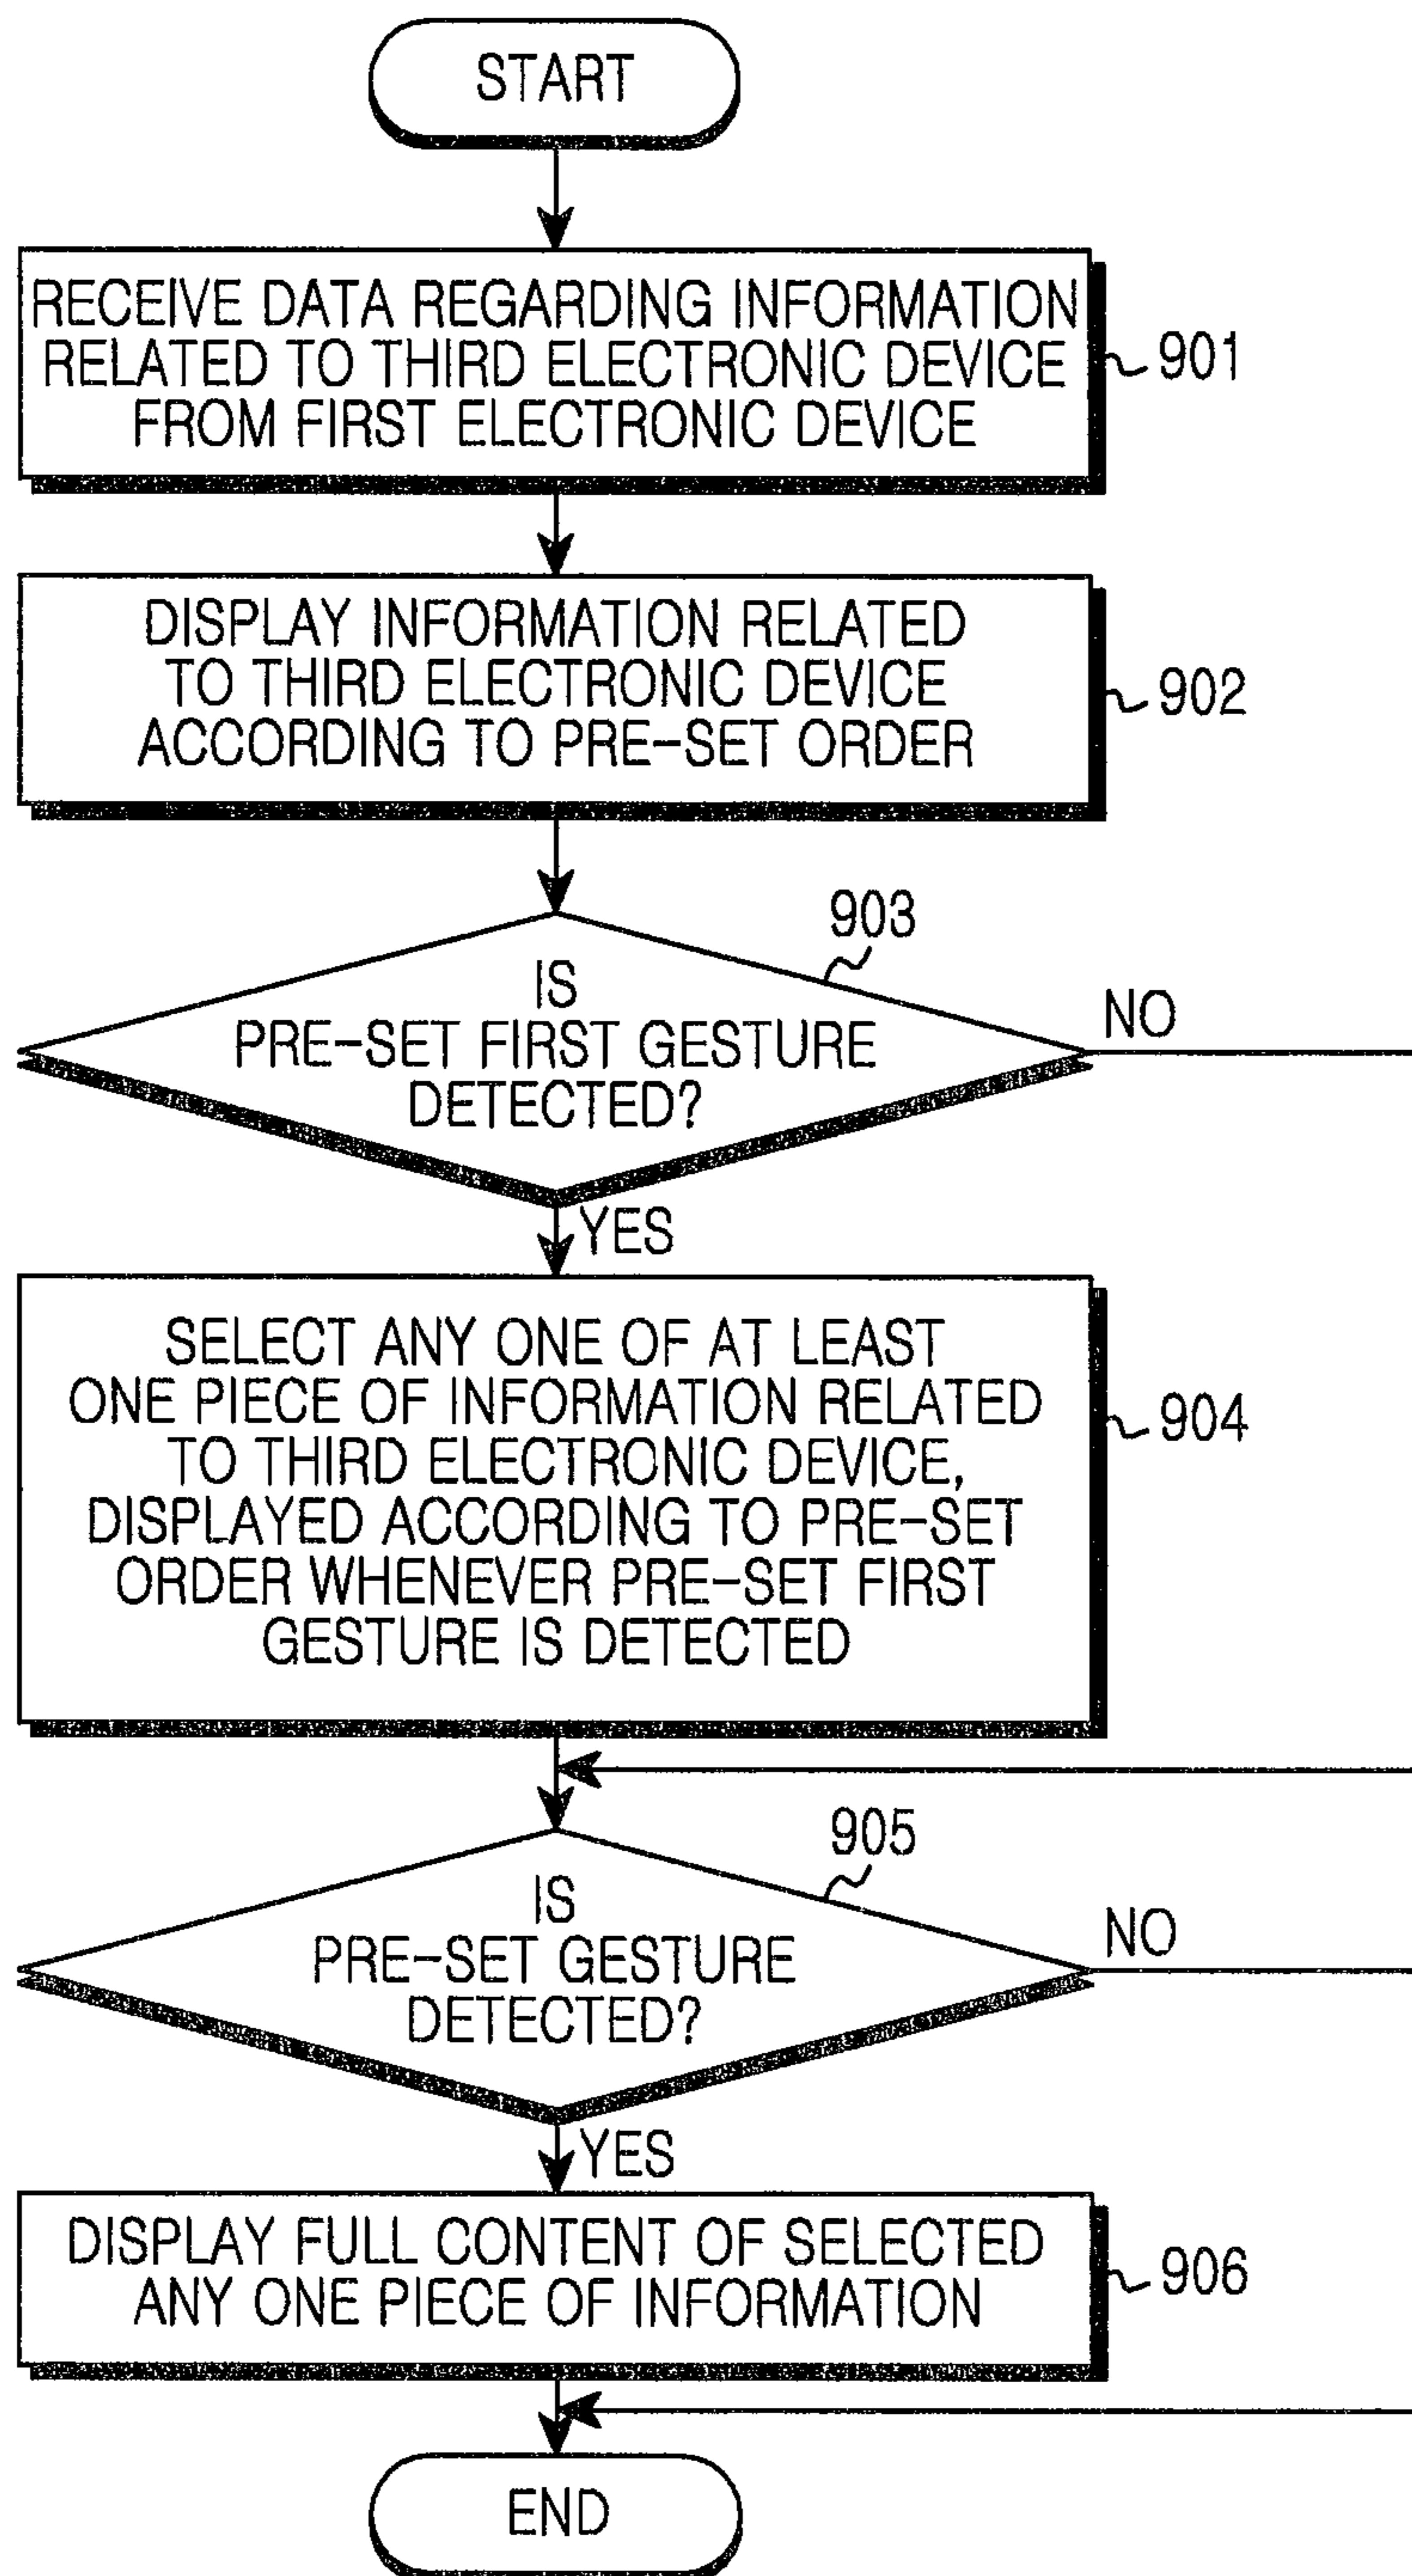 START
RECEIVE DATA REGARDING INFORMATION
RELATED TO THIRD ELECTRONIC DEVICE
FROM FIRST ELECTRONIC DEVICE
901
DISPLAY INFORMATION RELATED
TO THIRD ELECTRONIC DEVICE
ACCORDING TO PRE-SET ORDER
902
903
IS
PRE-SET FIRST GESTURE
DETECTED?
NO
YES
SELECT ANY ONE OF AT LEAST
ONE PIECE OF INFORMATION RELATED
TO THIRD ELECTRONIC DEVICE,
DISPLAYED ACCORDING TO PRE-SET
ORDER WHENEVER PRE-SET FIRST
GESTURE IS DETECTED
904
905
IS
PRE-SET GESTURE
DETECTED?
NO
YES
DISPLAY FULL CONTENT OF SELECTED
ANY ONE PIECE OF INFORMATION
906
END